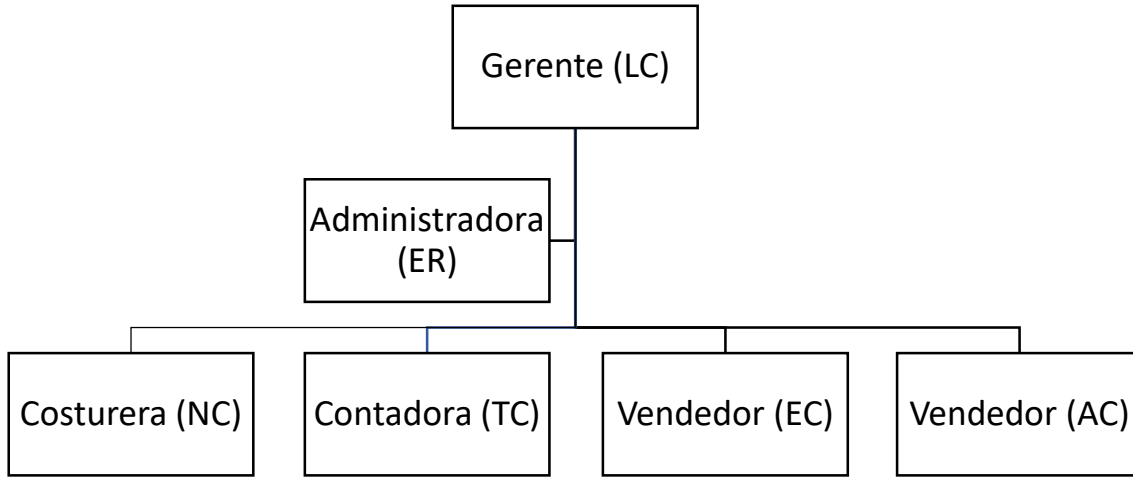 Gerente (LC)
Administradora
(ER)
Costurera (NC)
Contadora (TC)
Vendedor (EC)
Vendedor (AC)